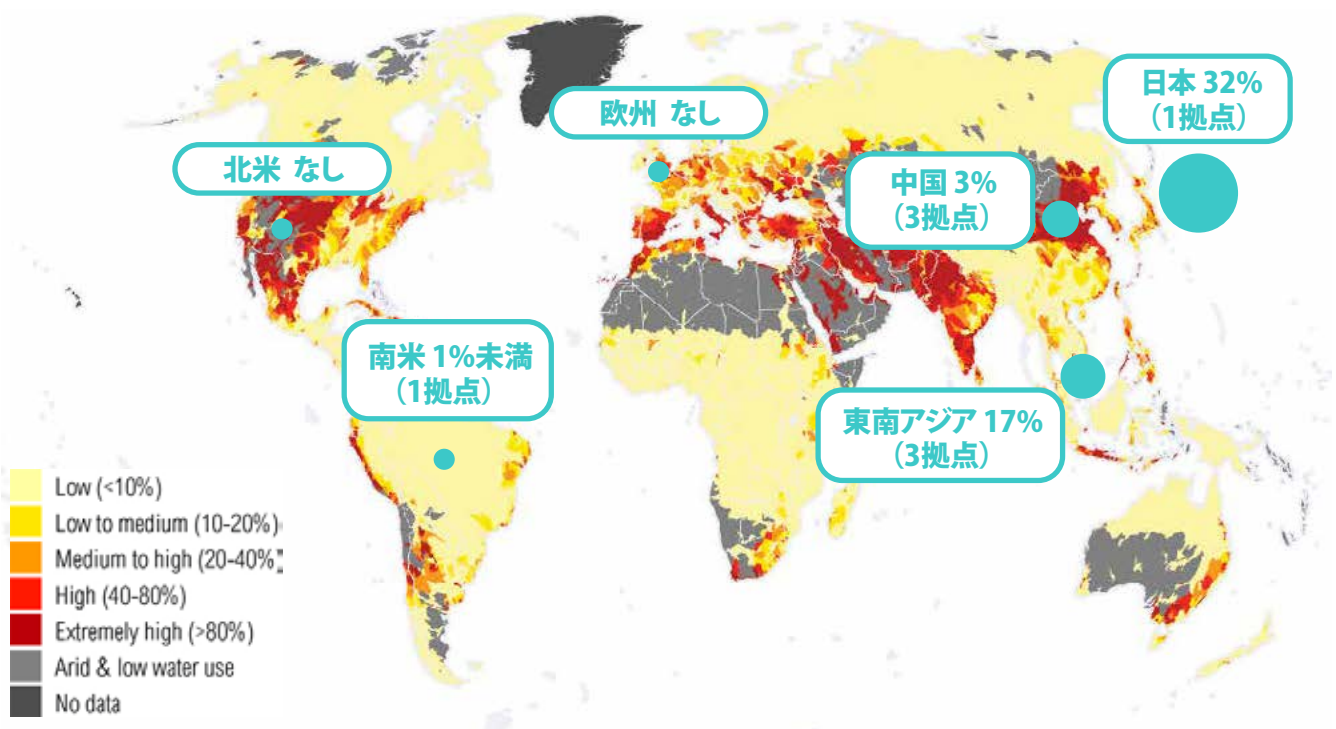 日本 32%
（1拠点）
欧州 なし
北米 なし
中国 3%
（3拠点）
南米 1%未満
（1拠点）
東南アジア 17%
（3拠点）
Low (<10%)
Low to medium (10-20%)
Medium to high (20-40%)
High (40-80%)
Extremely high (>80%)
Arid & low water use
No data